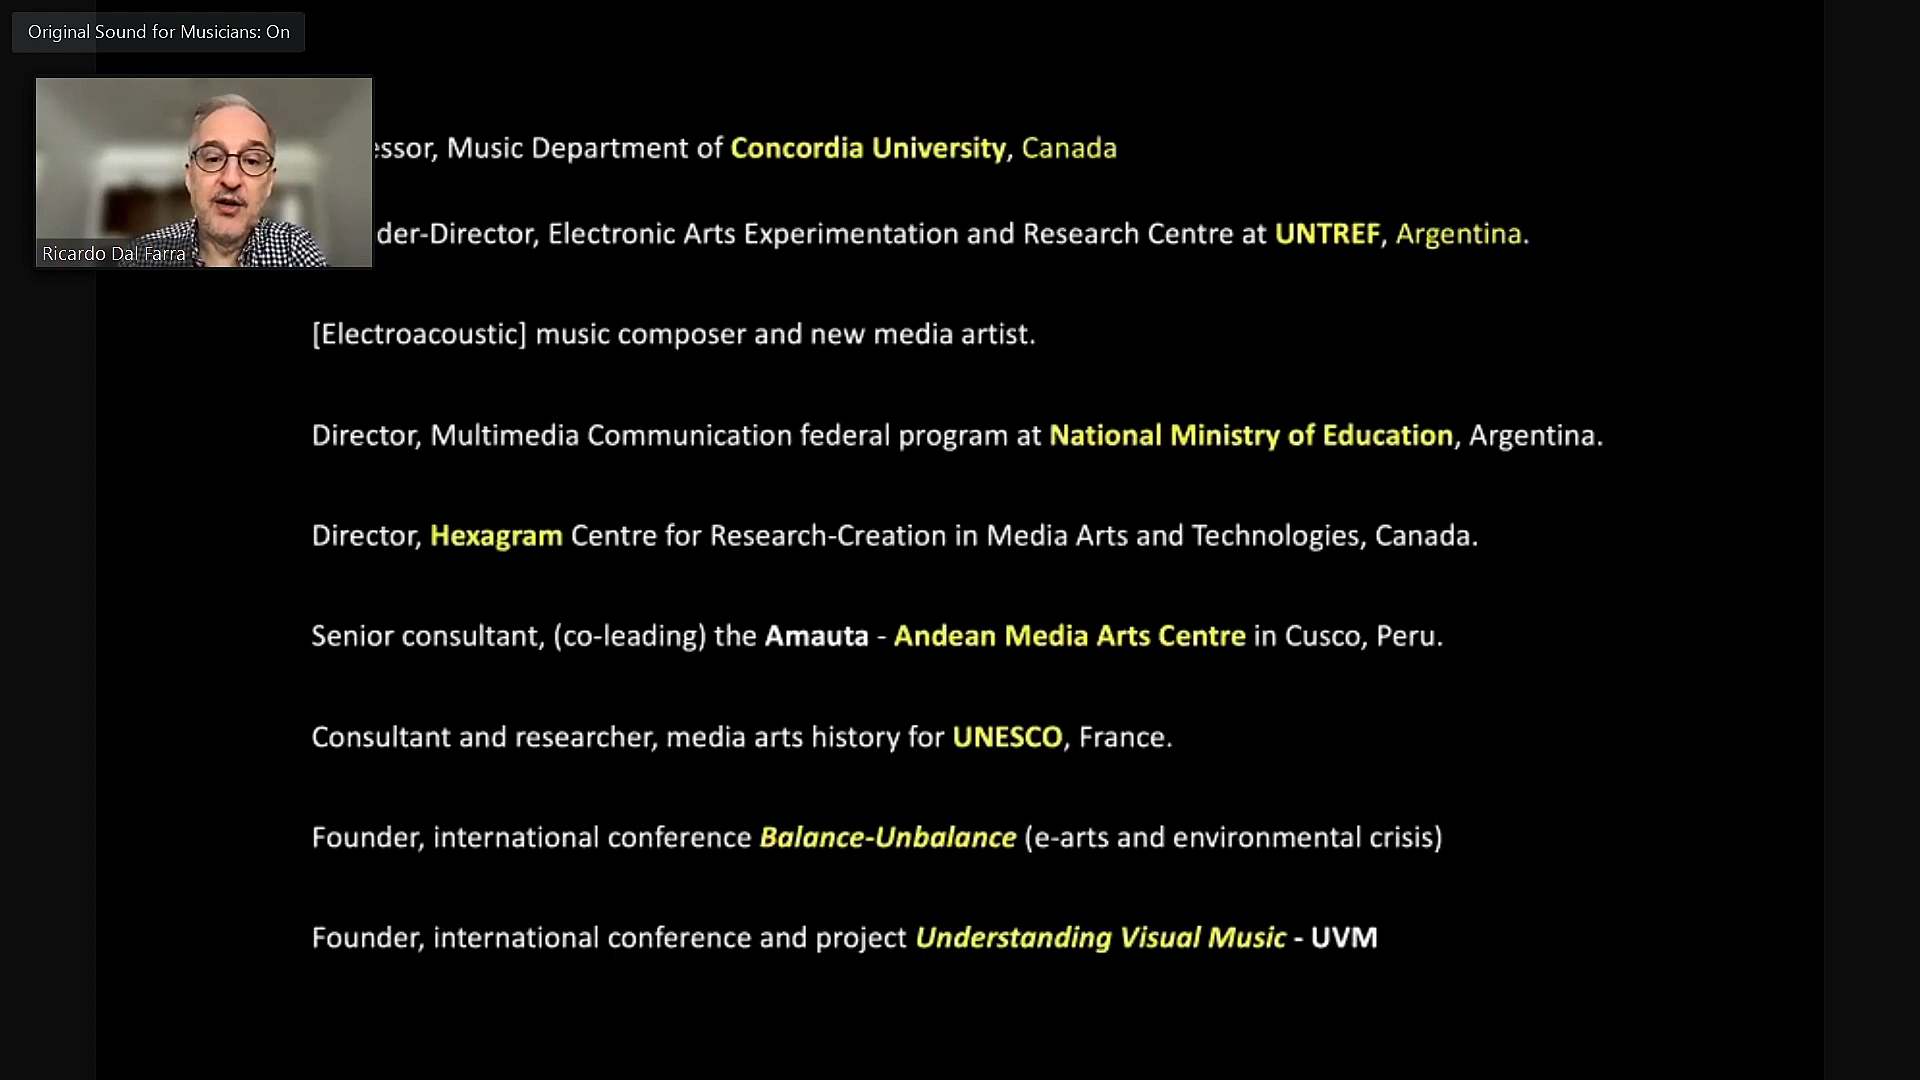 Original Sound for Musicians: On
essor, Music Department of Concordia University, Canada
Ricardo Dal Farra
der-Director, Electronic Arts Experimentation and Research Centre at UNTREF, Argentina.
[Electroacoustic] music composer and new media artist.
Director, Multimedia Communication federal program at National Ministry of Education, Argentina.
Director, Hexagram Centre for Research-Creation in Media Arts and Technologies, Canada.
Senior consultant, (co-leading) the Amauta - Andean Media Arts Centre in Cusco, Peru.
Consultant and researcher, media arts history for UNESCO, France.
Founder, international conference Balance-Unbalance (e-arts and environmental crisis)
Founder, international conference and project Understanding Visual Music - UVM